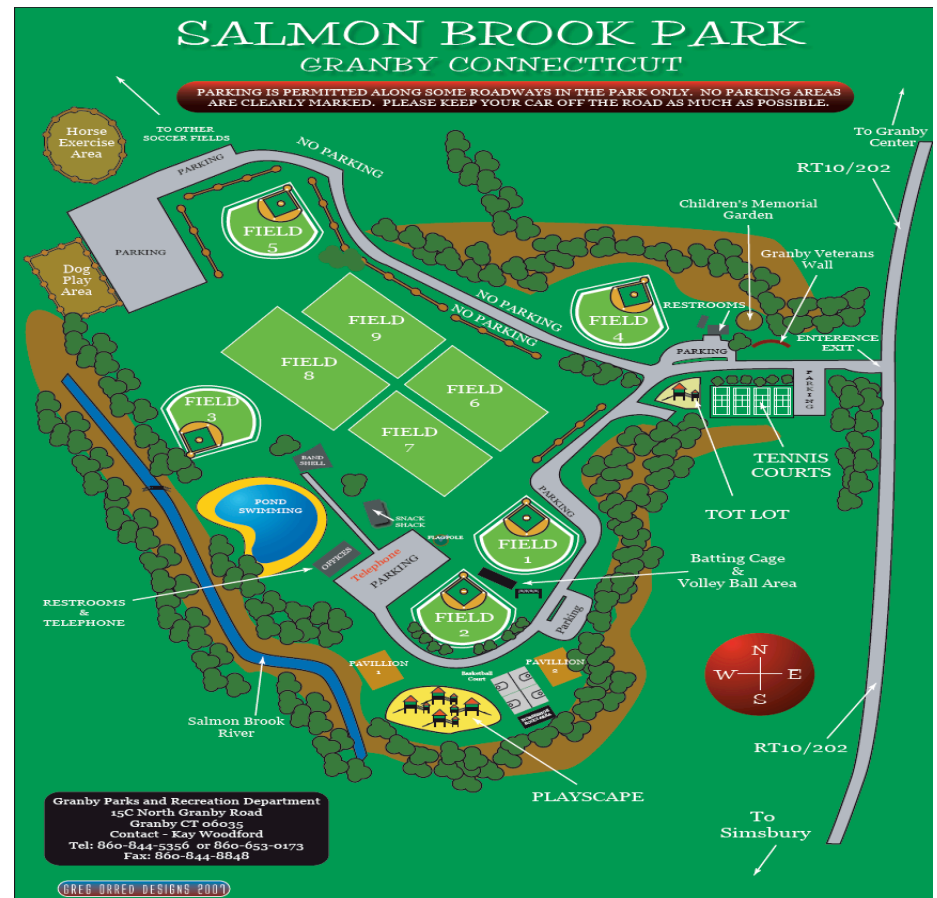 SALMON BROOK PARK
GRANBY CONNECTICUT
PARKING IS PERMITTED ALONG SOME ROADWAYS IN THE PARK ONLY. NO PARKING AREAS
ARE CLEARLY MARKED. PLEASE KEEP YOUR CAR OFF THE ROAD AS MUCH AS POSSIBLE.
Horse
Exercise
Area
TO OTHER
SOCCER FIELDS
NO PARKING
PARKING
To Granby
Center
RT10/202
Children's Memorial
Garden
Granby Veterans
Wall
FIELD
5
PARKING
Dog
Play
Area
NO PARKING
NO PARKING
RESTROOMS
FIELD
4
ENTERENCE
EXIT
PARKING
PARKING
FIELD
9
FIELD
8
FIELD
6
FIELD
7
FIELD
3
TENNIS
COURTS
TOT LOT
BAND
SHELL
POND
SWIMMING
SNACK
SHACK
FLAGPOLE
PARKING
FIELD
1
OFFICES
Telephone
PARKING
Batting Cage
&
Volley Ball Area
RESTROOMS
&
TELEPHONE
FIELD
2
Parking
PAVILLION
1
Basketball
Court
PAVILLION
2
N
W E
S
Salmon Brook
River
RT10/202
PLAYSCAPE
To
Simsbury
Granby Parks and Recreation Department
15C North Granby Road
Granby CT 06035
Contact - Kay Woodford
Tel: 860-844-5356 or 860-653-0173
Fax: 860-844-8848
GREG ORRED DESIGNS 2007